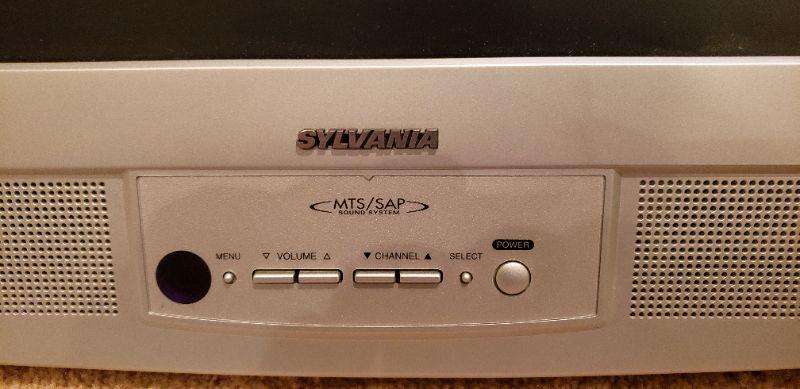 SYLVANIA
MTS/SAP
SOUND SYSTEM
MENU ▽ VOLUME △ ▼ CHANNEL ▲ SELECT POWER